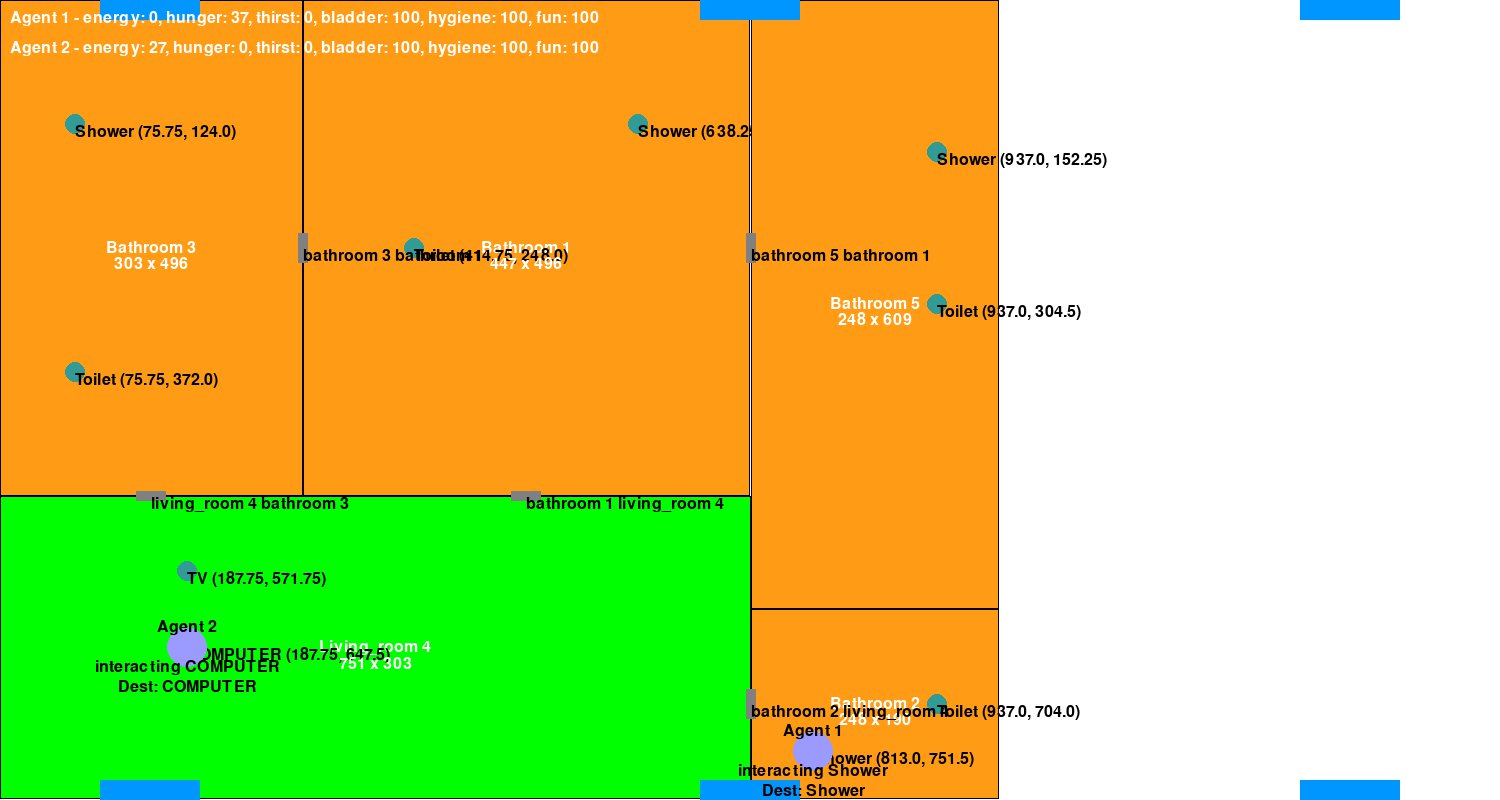 Agent 1 - energy: 0, hunger: 37, thirst: 0, bladder: 100, hygiene: 100, fun: 100
Agent 2 - energy: 27, hunger: 0, thirst: 0, bladder: 100, hygiene: 100, fun: 100
Shower (75.75, 124.0)
Shower (638.2
Shower (937.0, 152.25)
Bathroom 3
303 x 496
bathroom 3 bathroom 1
Toilet (414.75, 248.0)
Bathroom 1
447 x 496
bathroom 5 bathroom 1
Bathroom 5
248 x 609
Toilet (937.0, 304.5)
Toilet (75.75, 372.0)
living_room 4 bathroom 3
bathroom 1 living_room 4
TV (187.75, 571.75)
Agent 2
OMPUTER (187.75, 647.5)
Living_room 4
751 x 303
interacting COMPUTER
Dest: COMPUTER
Bathroom 2
248 x 190
bathroom 2 living_room 4
Toilet (937.0, 704.0)
Agent 1
ower (813.0, 751.5)
interacting Shower
Dest: Shower